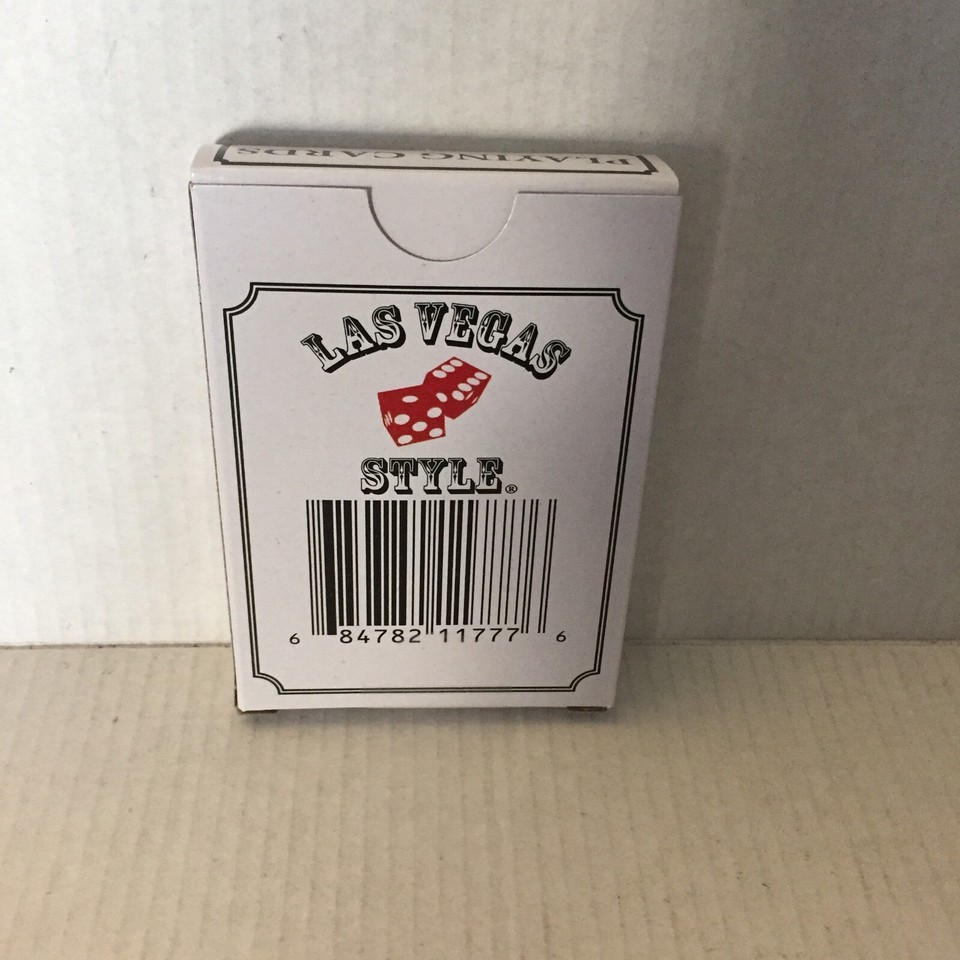 PLAYING CARDS
LAS VEGAS
STYLE®
6 84782 11777 6